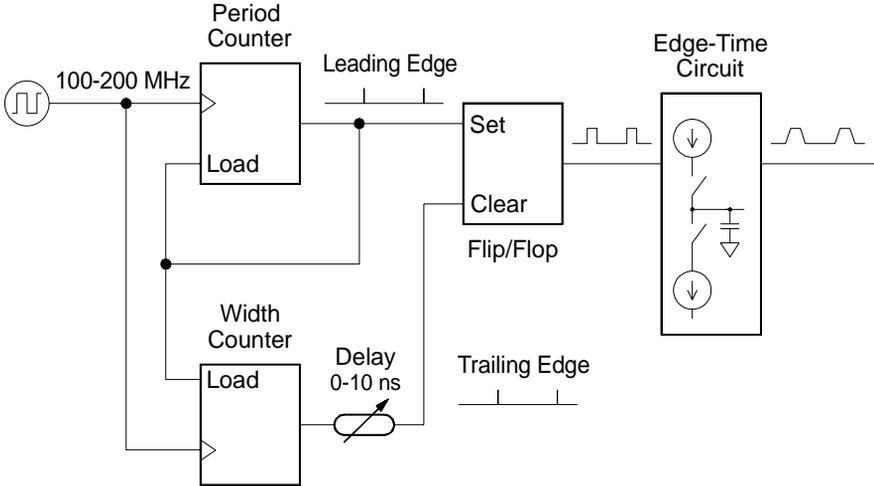 Period
Counter
100-200 MHz
Load
Leading Edge
Set
Clear
Flip/Flop
Edge-Time
Circuit
Width
Counter
Load
Delay
0-10 ns
Trailing Edge